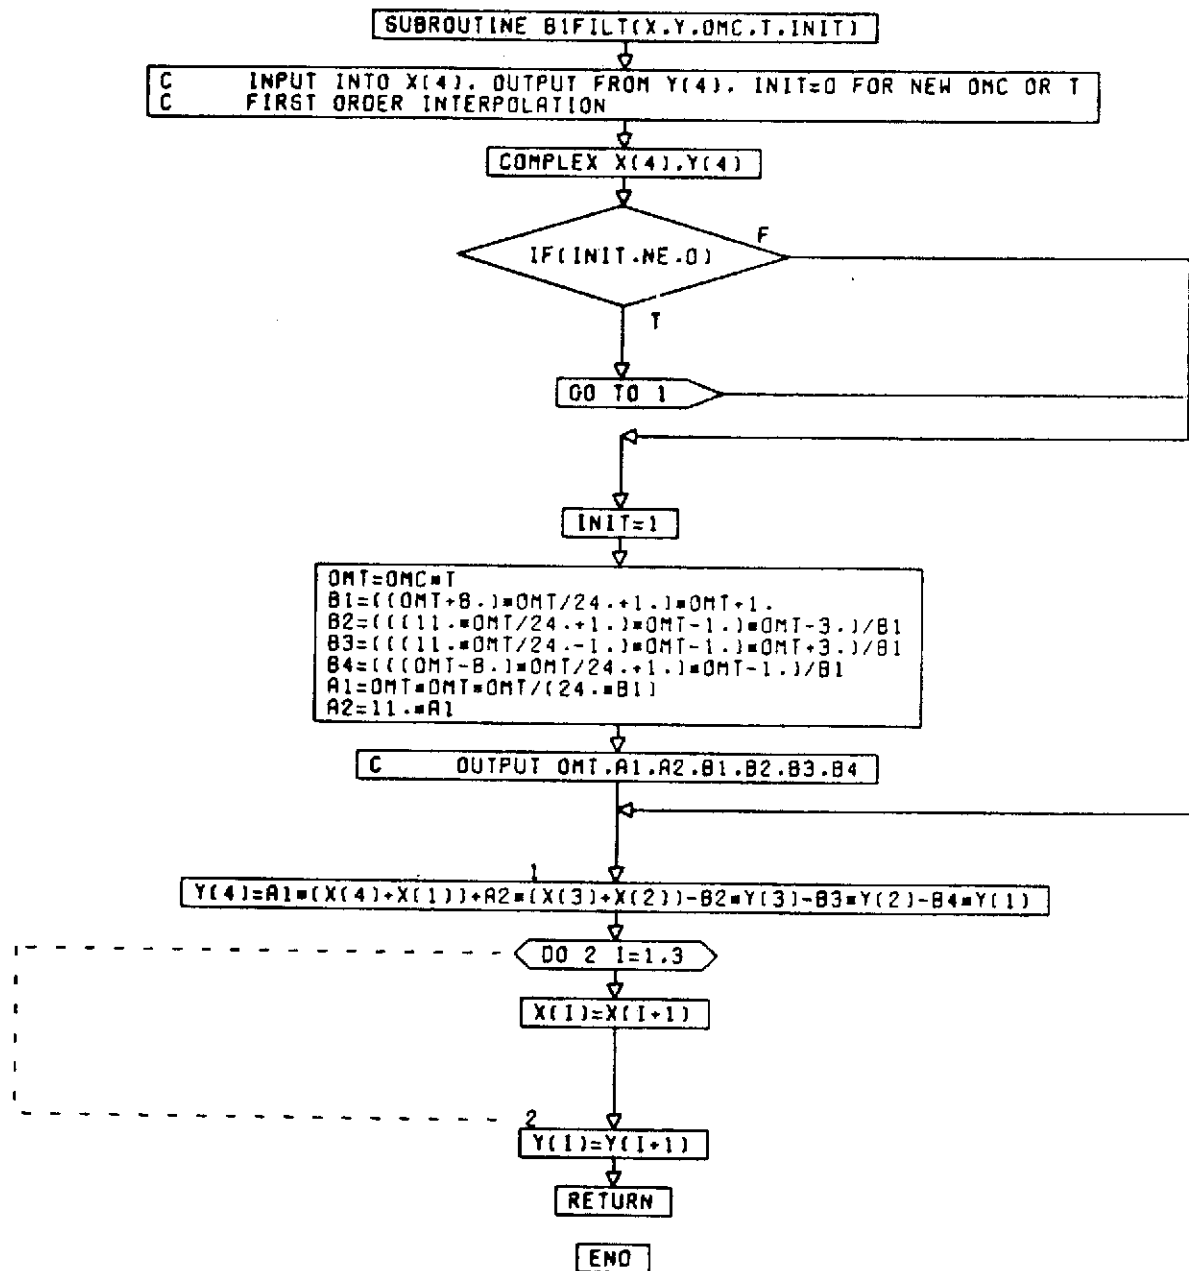 SUBROUTINE B1FILT(X.Y.OMC.T.INIT)
C INPUT INTO X(4). OUTPUT FROM Y(4). INIT=0 FOR NEW OMC OR T
C FIRST ORDER INTERPOLATION
COMPLEX X(4).Y(4)
F
IF(INIT.NE.0)
T
GO TO 1
INIT=1
OMT=OMC*T
B1=((OMT+8.)*OMT/24.+1.)*OMT+1.
B2=(((11.*OMT/24.+1.)*OMT-1.)*OMT-3.)/B1
B3=(((11.*OMT/24.-1.)*OMT-1.)*OMT+3.)/B1
B4=(((OMT-8.)*OMT/24.+1.)*OMT-1.)/B1
A1=OMT*OMT*OMT/(24.*B1)
A2=11.*A1
C OUTPUT OMT.A1.A2.B1.B2.B3.B4
1
Y(4)=A1*(X(4)+X(1))+A2*(X(3)+X(2))-B2*Y(3)-B3*Y(2)-B4*Y(1)
DO 2 I=1.3
X(I)=X(I+1)
2
Y(I)=Y(I+1)
RETURN
END